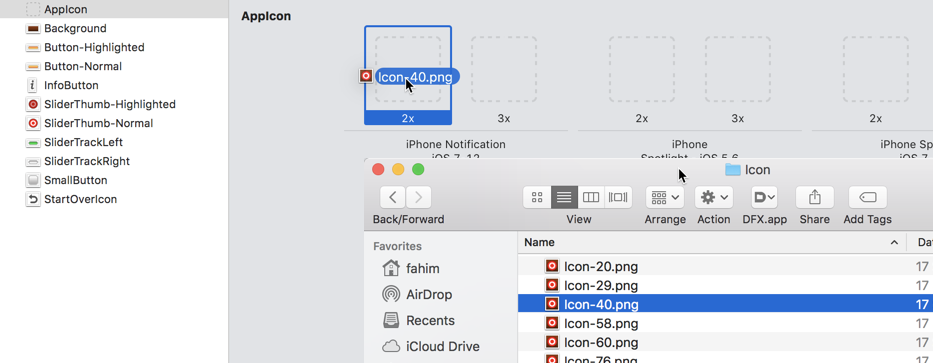 AppIcon
Background
Button-Highlighted
Button-Normal
InfoButton
SliderThumb-Highlighted
SliderThumb-Normal
SliderTrackLeft
SliderTrackRight
SmallButton
StartOverIcon
AppIcon
Icon-40.png
2x
3x
2x
3x
2x
iPhone Notification
iOS 7-12
iPhone
Spotlight iOS 5,6
iPhone Sp
iOS 7
Icon
Back/Forward
View
Arrange
Action
DFX.app
Share
Add Tags
Favorites
fahim
AirDrop
Recents
iCloud Drive
Name
Da
Icon-20.png 17
Icon-29.png 17
Icon-40.png 17
Icon-58.png 17
Icon-60.png 17
Icon-76.png 17